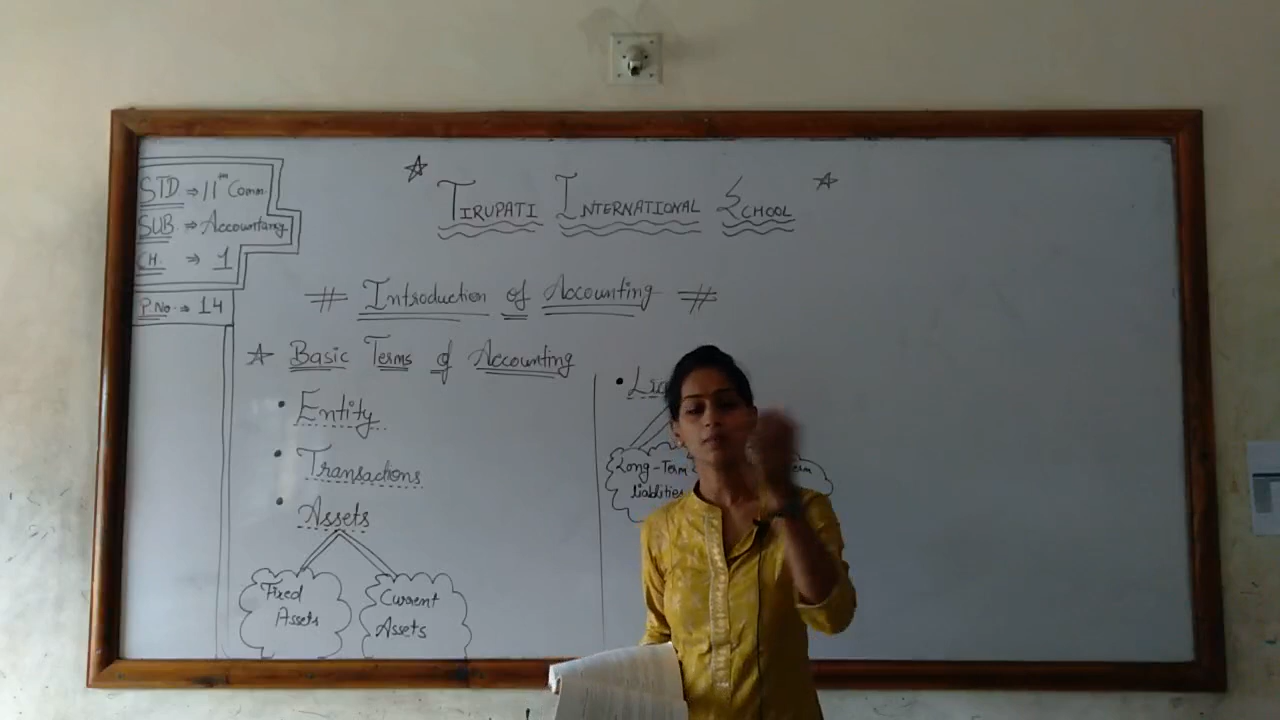 STD ⇒ 11th Comm.
SUB ⇒ Accountancy
CH. ⇒ 1
P.No. ⇒ 14
☆ TIRUPATI INTERNATIONAL SCHOOL ☆
# Introduction of Accounting #
☆ Basic Terms of Accounting
• Entity
• Transactions
• Assets
Fixed Assets
Current Assets
Long-Term
liablities